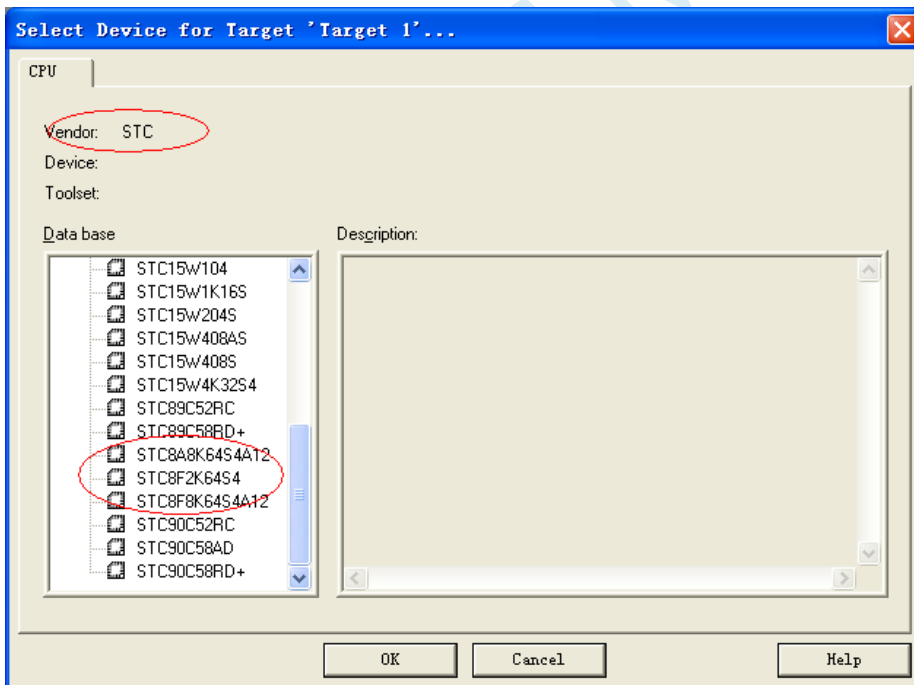 Select Device for Target 'Target 1'...
CPU
Vendor: STC
Device:
Toolset:
Data base
Description:
STC15W104
STC15W1K16S
STC15W204S
STC15W408AS
STC15W408S
STC15W4K32S4
STC89C52RC
STC89C58RD+
STC8A8K64S4A12
STC8F2K64S4
STC8F8K64S4A12
STC90C52RC
STC90C58AD
STC90C58RD+
OK
Cancel
Help